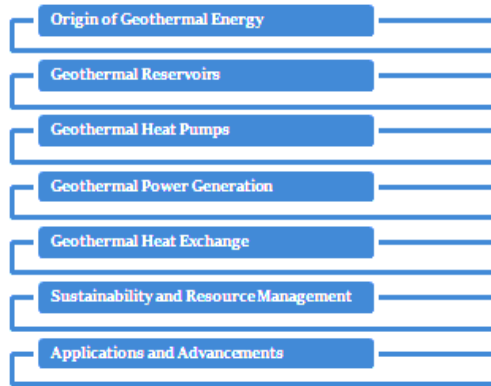 Origin of Geothermal Energy
Geothermal Reservoirs
Geothermal Heat Pumps
Geothermal Power Generation
Geothermal Heat Exchange
Sustainability and Resource Management
Applications and Advancements